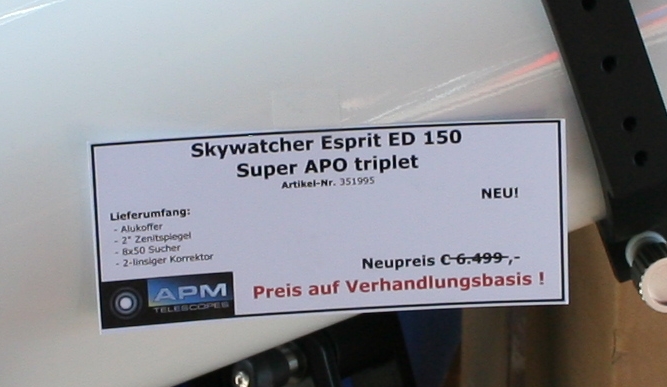 Skywatcher Esprit ED 150
Super APO triplet
Artikel-Nr. 351995
NEU!
Lieferumfang:
- Alukoffer
- 2" Zenitspiegel
- 8x50 Sucher
- 2-linsiger Korrektor
Neupreis € 6.499,-
Preis auf Verhandlungsbasis !
APM
TELESCOPES